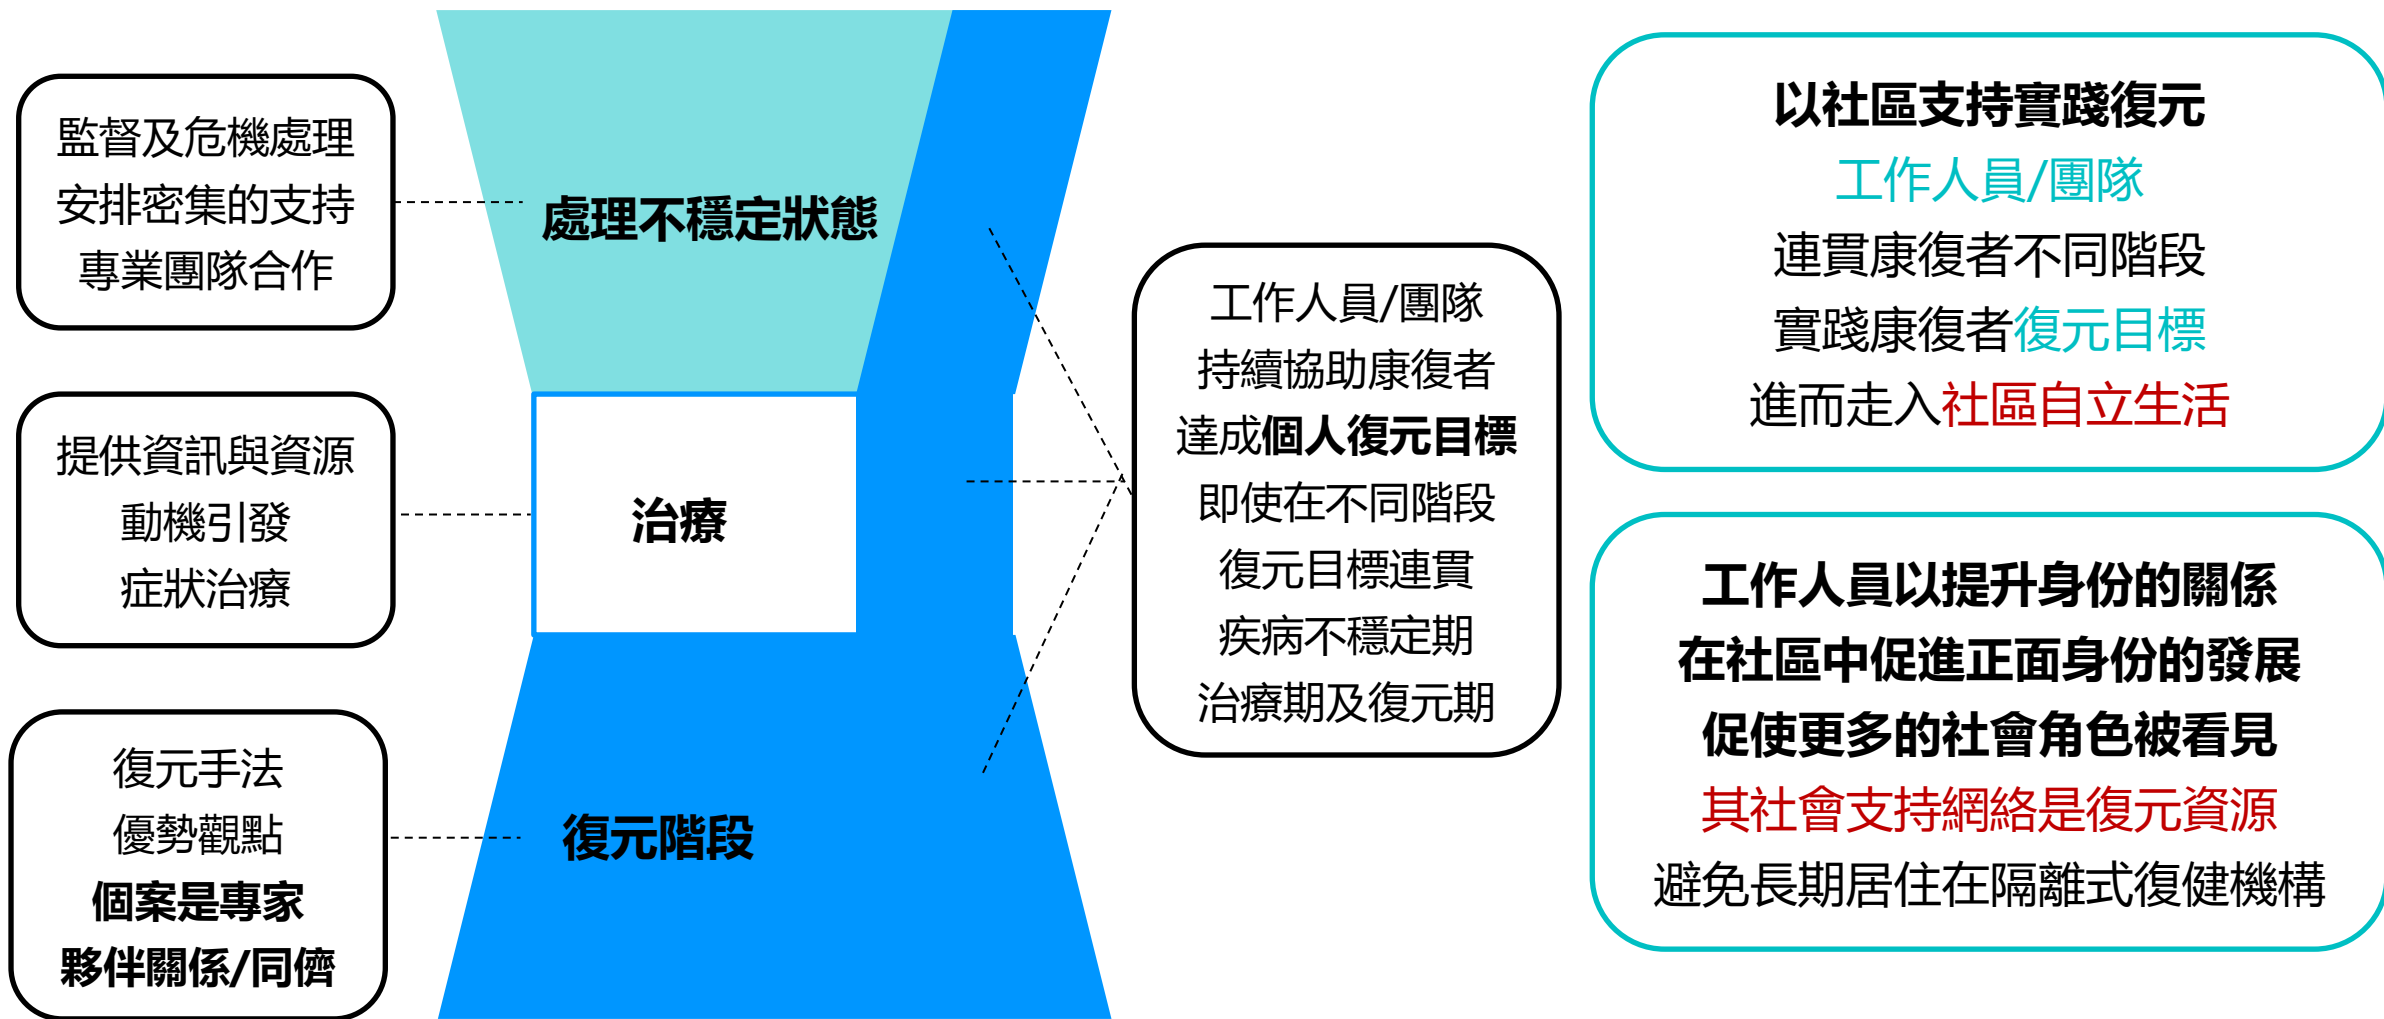 監督及危機處理
安排密集的支持
專業團隊合作
處理不穩定狀態
提供資訊與資源
動機引發
症狀治療
治療
復元手法
優勢觀點
個案是專家
夥伴關係/同儕
復元階段
工作人員/團隊
持續協助康復者
達成個人復元目標
即使在不同階段
復元目標連貫
疾病不穩定期
治療期及復元期
以社區支持實踐復元
工作人員/團隊
連貫康復者不同階段
實踐康復者復元目標
進而走入社區自立生活
工作人員以提升身份的關係
在社區中促進正面身份的發展
促使更多的社會角色被看見
其社會支持網絡是復元資源
避免長期居住在隔離式復健機構